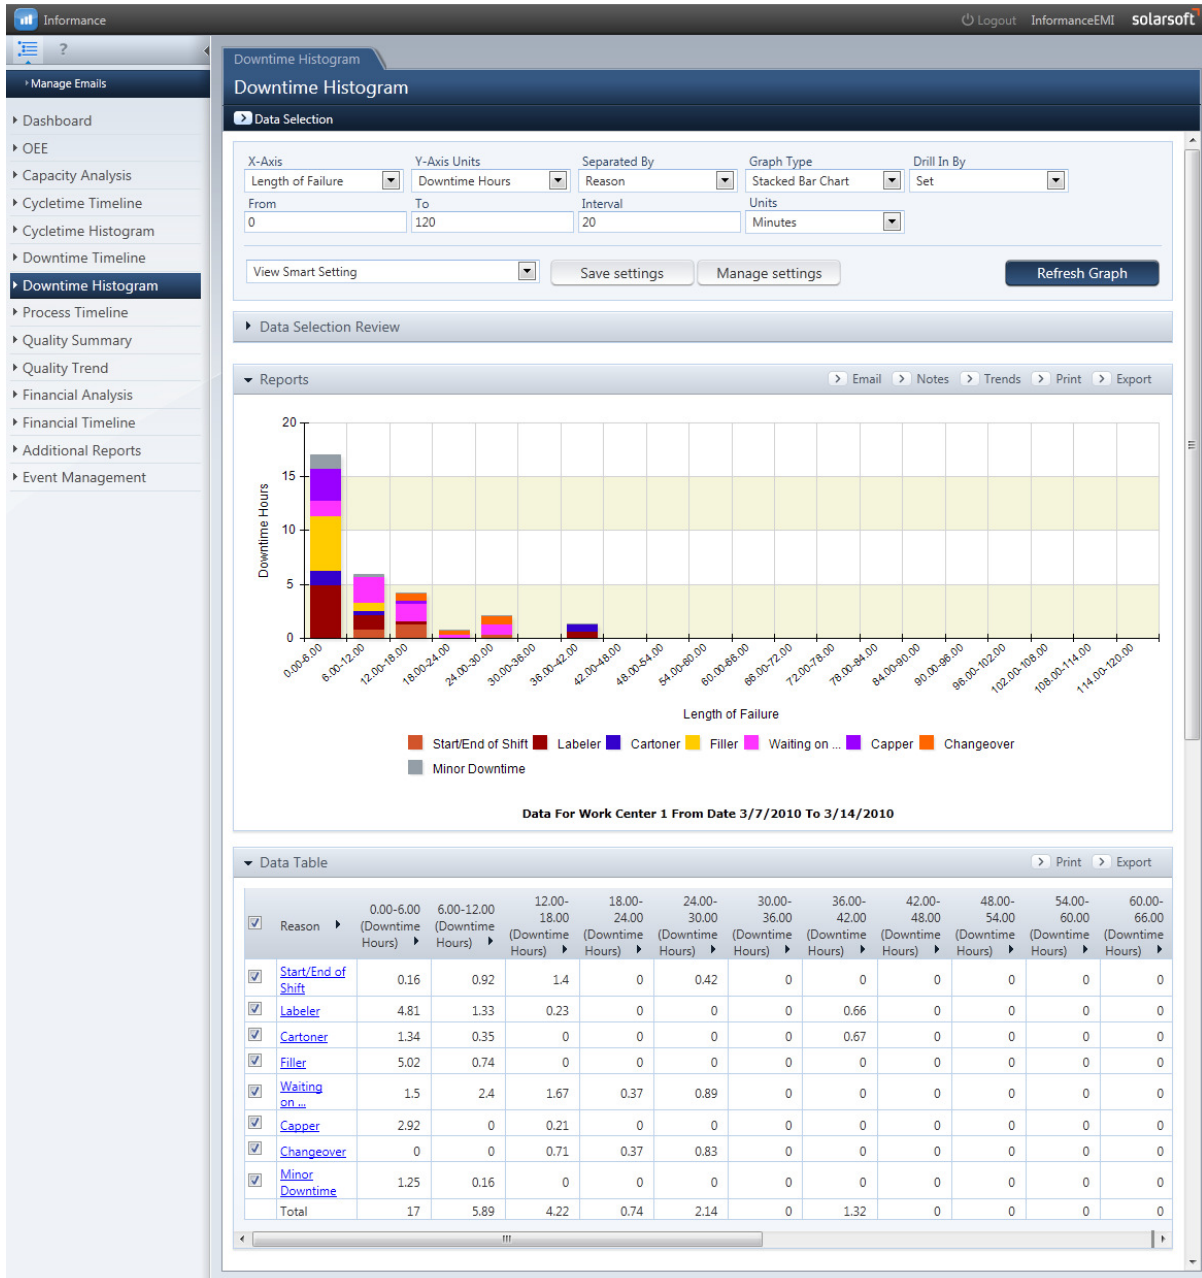 Informance
Logout InformanceEMI solarsoft
?
Manage Emails
Dashboard
OEE
Capacity Analysis
Cycletime Timeline
Cycletime Histogram
Downtime Timeline
Downtime Histogram
Process Timeline
Quality Summary
Quality Trend
Financial Analysis
Financial Timeline
Additional Reports
Event Management
Downtime Histogram
Downtime Histogram
Data Selection
X-Axis Y-Axis Units Separated By Graph Type Drill In By
Length of Failure Downtime Hours Reason Stacked Bar Chart Set
From To Interval Units
0 120 20 Minutes
View Smart Setting Save settings Manage settings Refresh Graph
Data Selection Review
Reports Email Notes Trends Print Export
20
15
10
5
0
Downtime Hours
0.00-6.00 6.00-12.00 12.00-18.00 18.00-24.00 24.00-30.00 30.00-36.00 36.00-42.00 42.00-48.00 48.00-54.00 54.00-60.00 60.00-66.00 66.00-72.00 72.00-78.00 78.00-84.00 84.00-90.00 90.00-96.00 96.00-102.00 102.00-108.00 108.00-114.00 114.00-120.00
Length of Failure
Start/End of Shift Labeler Cartoner Filler Waiting on ... Capper Changeover
Minor Downtime
Data For Work Center 1 From Date 3/7/2010 To 3/14/2010
Data Table Print Export
Reason 0.00-6.00 (Downtime Hours) 6.00-12.00 (Downtime Hours) 12.00-18.00 (Downtime Hours) 18.00-24.00 (Downtime Hours) 24.00-30.00 (Downtime Hours) 30.00-36.00 (Downtime Hours) 36.00-42.00 (Downtime Hours) 42.00-48.00 (Downtime Hours) 48.00-54.00 (Downtime Hours) 54.00-60.00 (Downtime Hours) 60.00-66.00 (Downtime Hours)
Start/End of Shift 0.16 0.92 1.4 0 0.42 0 0 0 0 0 0
Labeler 4.81 1.33 0.23 0 0 0 0.66 0 0 0 0
Cartoner 1.34 0.35 0 0 0 0 0.67 0 0 0 0
Filler 5.02 0.74 0 0 0 0 0 0 0 0 0
Waiting on ... 1.5 2.4 1.67 0.37 0.89 0 0 0 0 0 0
Capper 2.92 0 0.21 0 0 0 0 0 0 0 0
Changeover 0 0 0.71 0.37 0.83 0 0 0 0 0 0
Minor Downtime 1.25 0.16 0 0 0 0 0 0 0 0 0
Total 17 5.89 4.22 0.74 2.14 0 1.32 0 0 0 0